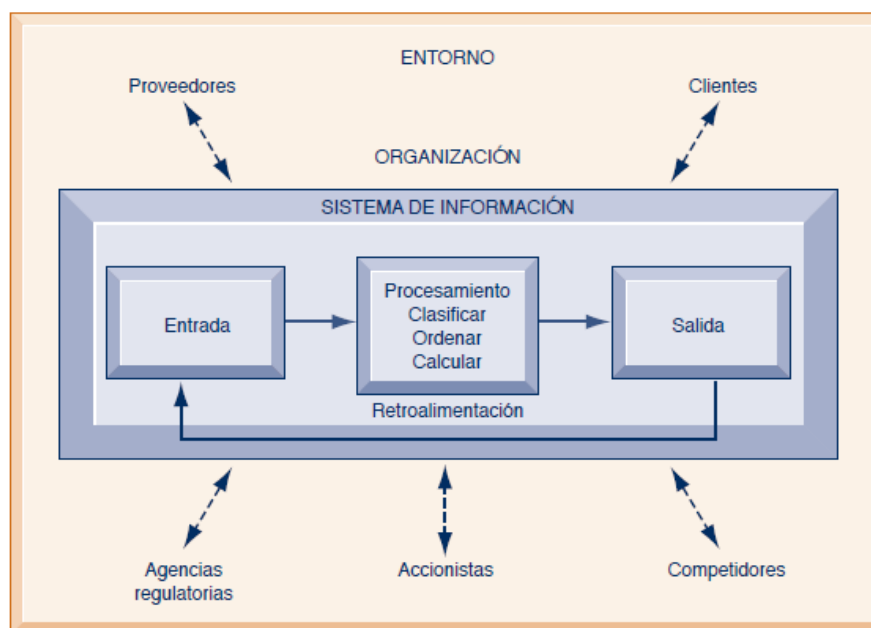 ENTORNO
Proveedores
Clientes
ORGANIZACIÓN
SISTEMA DE INFORMACIÓN
Entrada
Procesamiento
Clasificar
Ordenar
Calcular
Salida
Retroalimentación
Agencias
regulatorias
Accionistas
Competidores